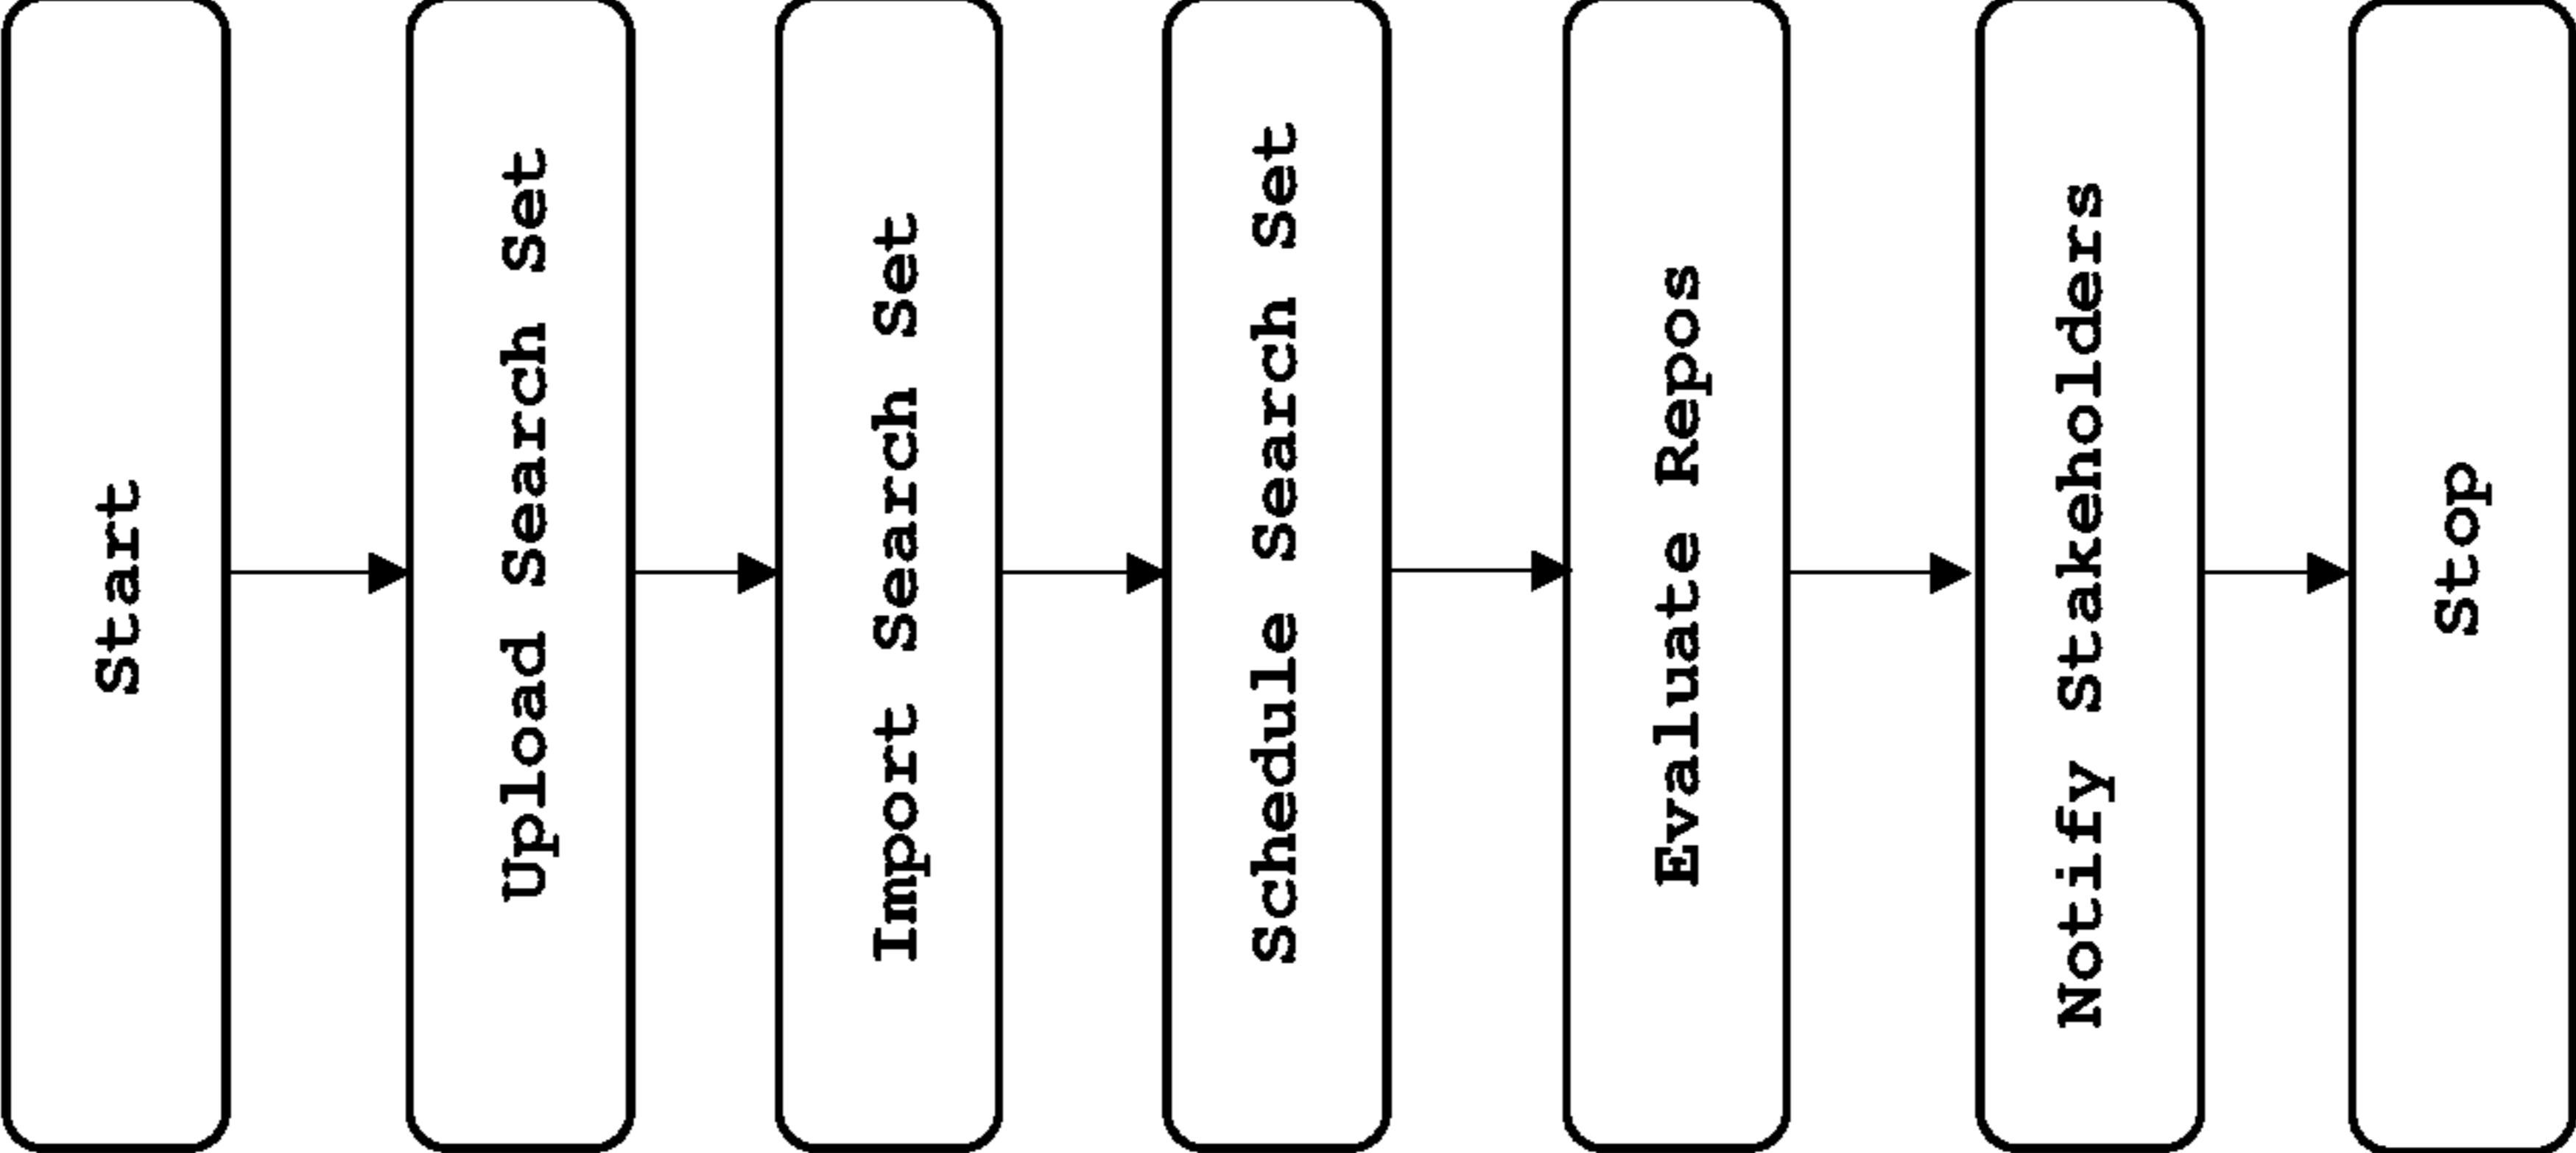 Start
Upload Search Set
Import Search Set
Schedule Search Set
Evaluate Repos
Notify Stakeholders
Stop